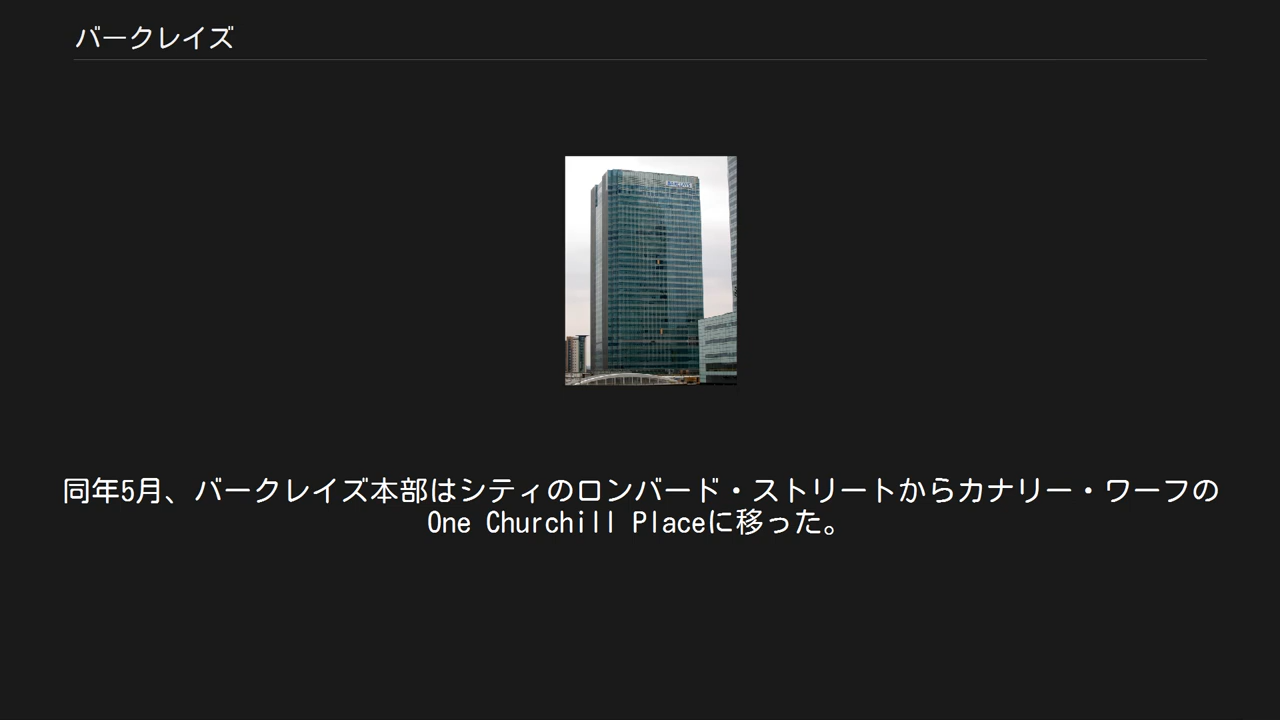 バークレイズ
同年5月、バークレイズ本部はシティのロンバード・ストリートからカナリー・ワーフの
One Churchill Placeに移った。